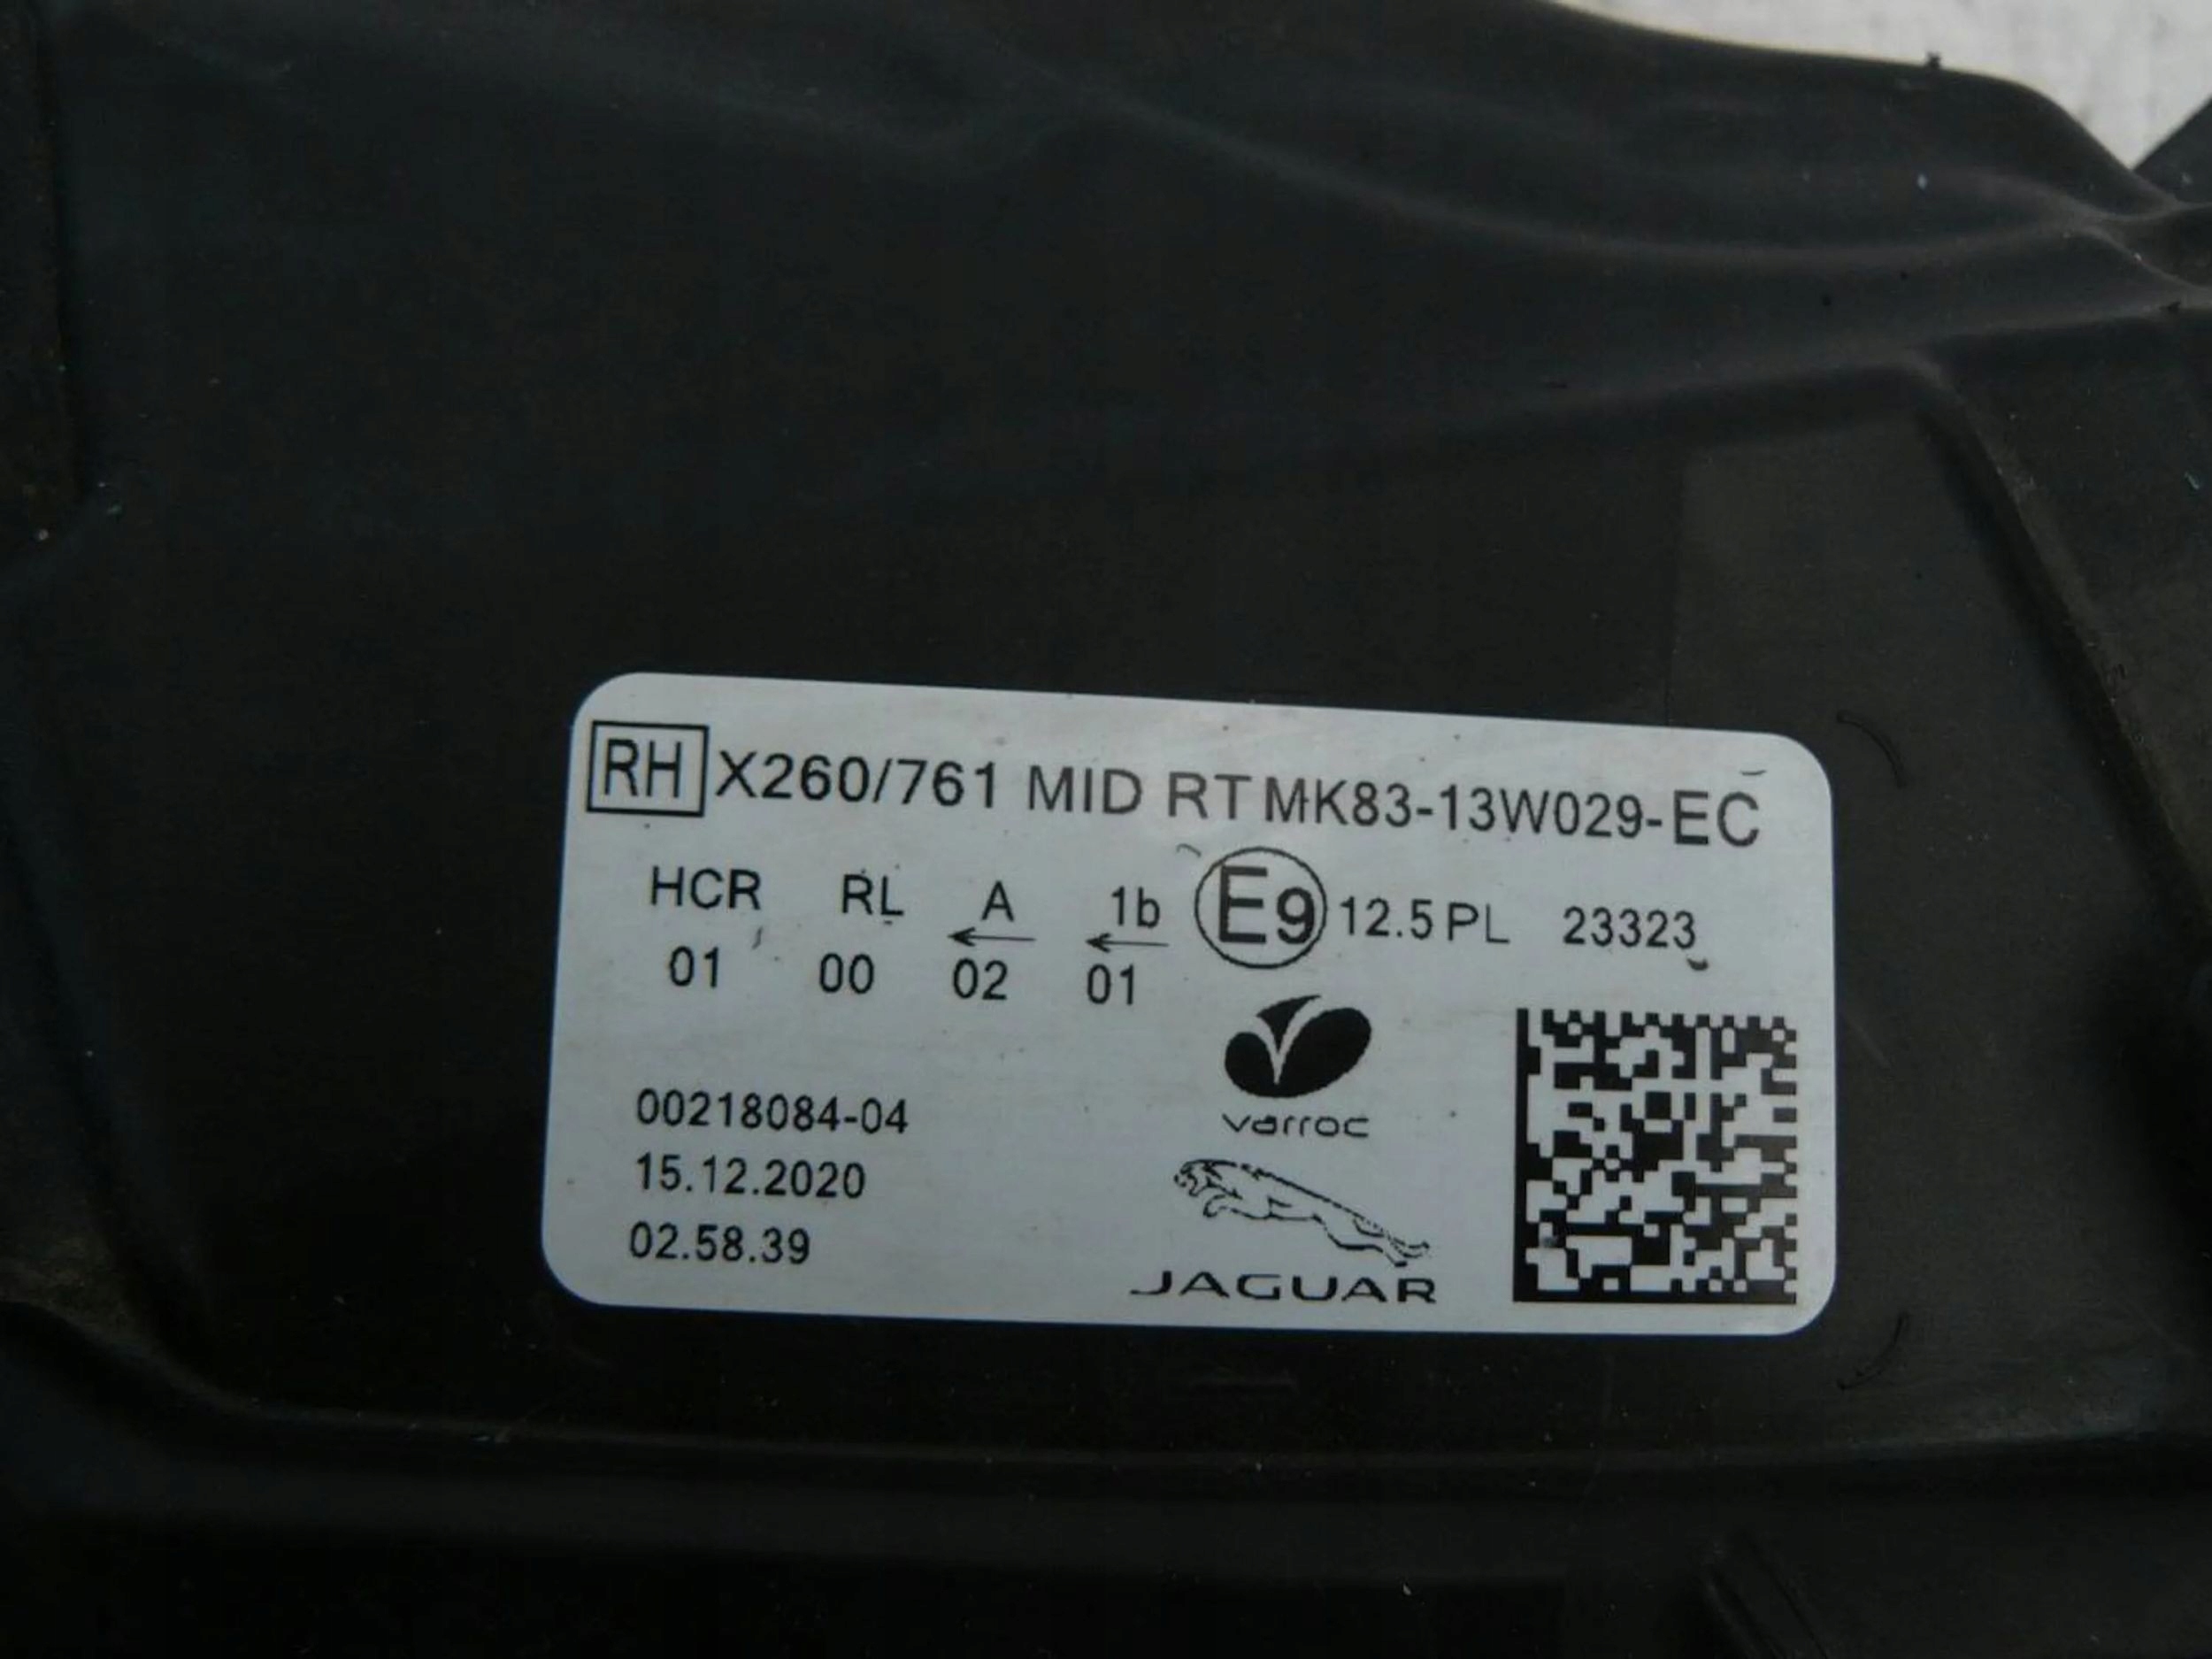 RH X260/761 MID RT MK83-13W029-EC
HCR RL A 1b E9 12.5 PL 23323
01 00 02 01
00218084-04
15.12.2020
02.58.39
varroc
JAGUAR